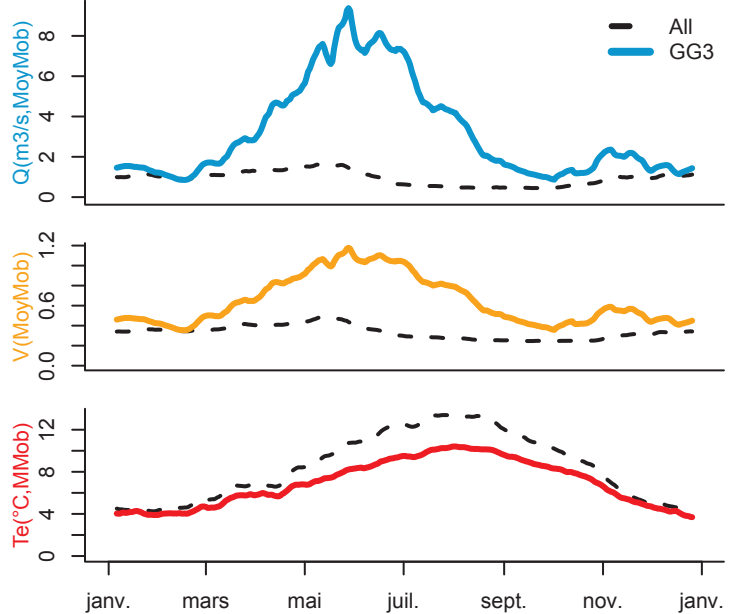 All
GG3
Q(m3/s,MoyMob)
0 2 4 6 8
V(MoyMob)
0.0 0.6 1.2
Te(°C,MMob)
0 4 8 12
janv. mars mai juil. sept. nov. janv.